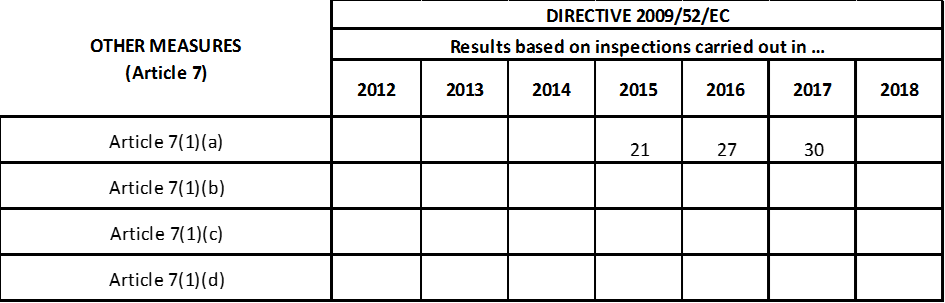 DIRECTIVE 2009/52/EC
OTHER MEASURES
(Article 7)
Results based on inspections carried out in ...
2012 2013 2014 2015 2016 2017 2018
Article 7(1)(a) 21 27 30
Article 7(1)(b)
Article 7(1)(c)
Article 7(1)(d)